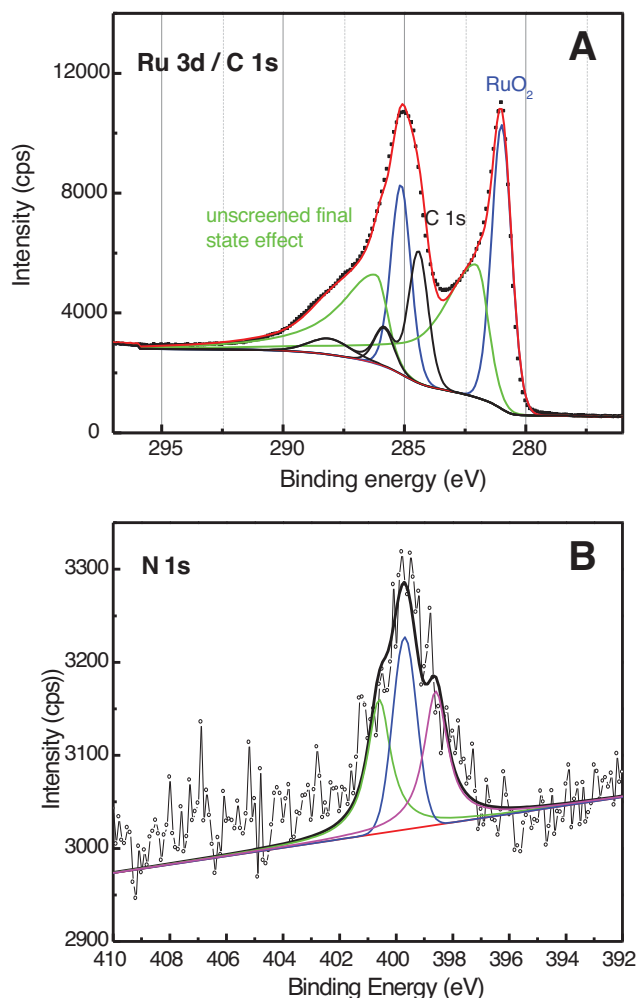 Ru 3d / C 1s
A
RuO₂
12000
8000
4000
0
Intensity (cps)
unscreened final
state effect
C 1s
295
290
285
280
Binding energy (eV)
N 1s
B
3300
3200
3100
3000
2900
Intensity (cps))
410
408
406
404
402
400
398
396
394
392
Binding Energy (eV)